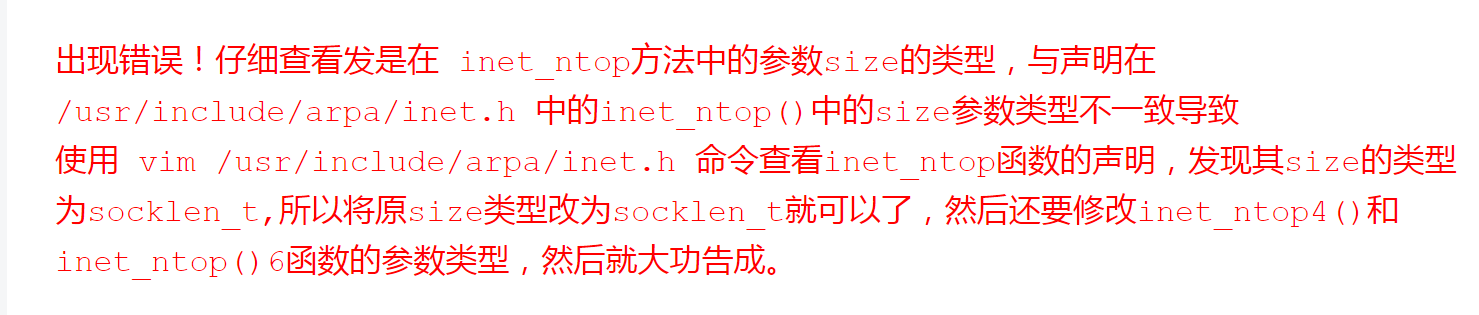 出现错误！仔细查看发是在 inet_ntop方法中的参数size的类型，与声明在
/usr/include/arpa/inet.h 中的inet_ntop()中的size参数类型不一致导致
使用 vim /usr/include/arpa/inet.h 命令查看inet_ntop函数的声明，发现其size的类型
为socklen_t,所以将原size类型改为socklen_t就可以了，然后还要修改inet_ntop4()和
inet_ntop()6函数的参数类型，然后就大功告成。